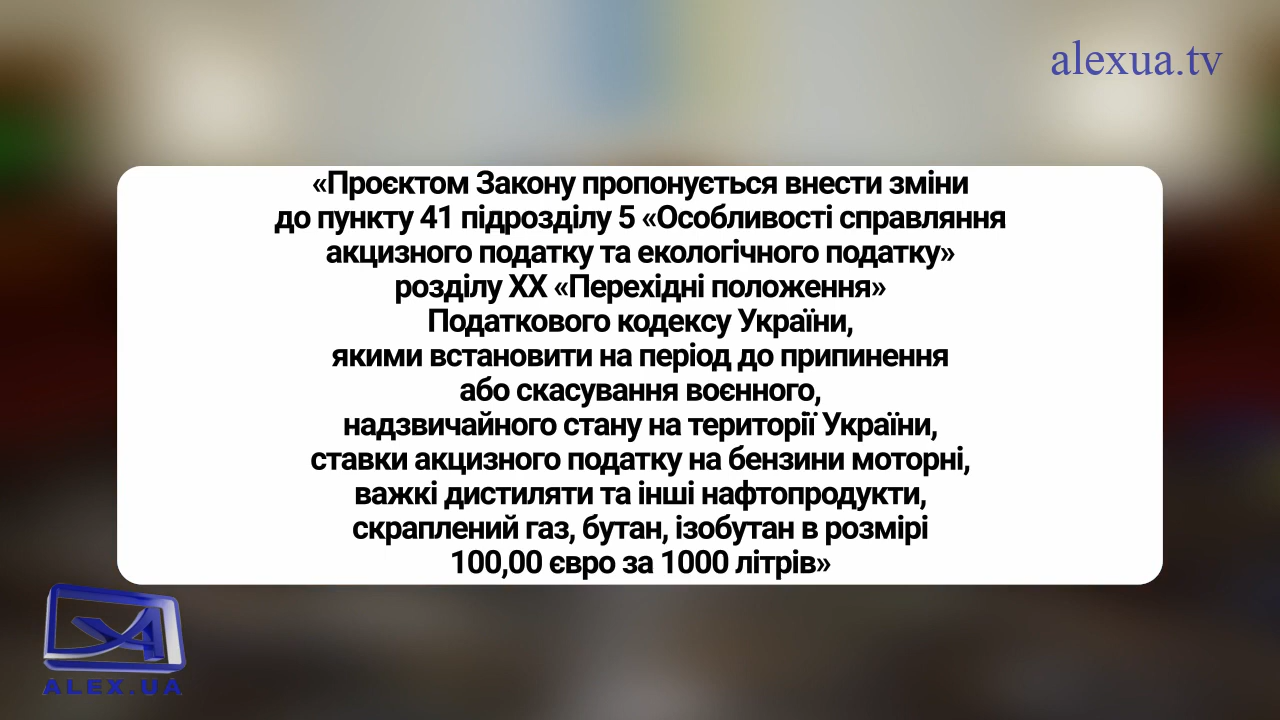 alexua.tv
«Проєктом Закону пропонується внести зміни
до пункту 41 підрозділу 5 «Особливості справляння
акцизного податку та екологічного податку»
розділу XX «Перехідні положення»
Податкового кодексу України,
якими встановити на період до припинення
або скасування воєнного,
надзвичайного стану на території України,
ставки акцизного податку на бензини моторні,
важкі дистиляти та інші нафтопродукти,
скраплений газ, бутан, ізобутан в розмірі
100,00 євро за 1000 літрів»
ALEX.UA